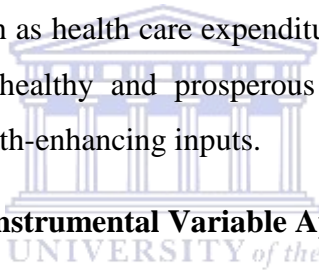 as health care expenditu
healthy and prosperous
th-enhancing inputs.
nstrumental Variable A
UNIVERSITY of the